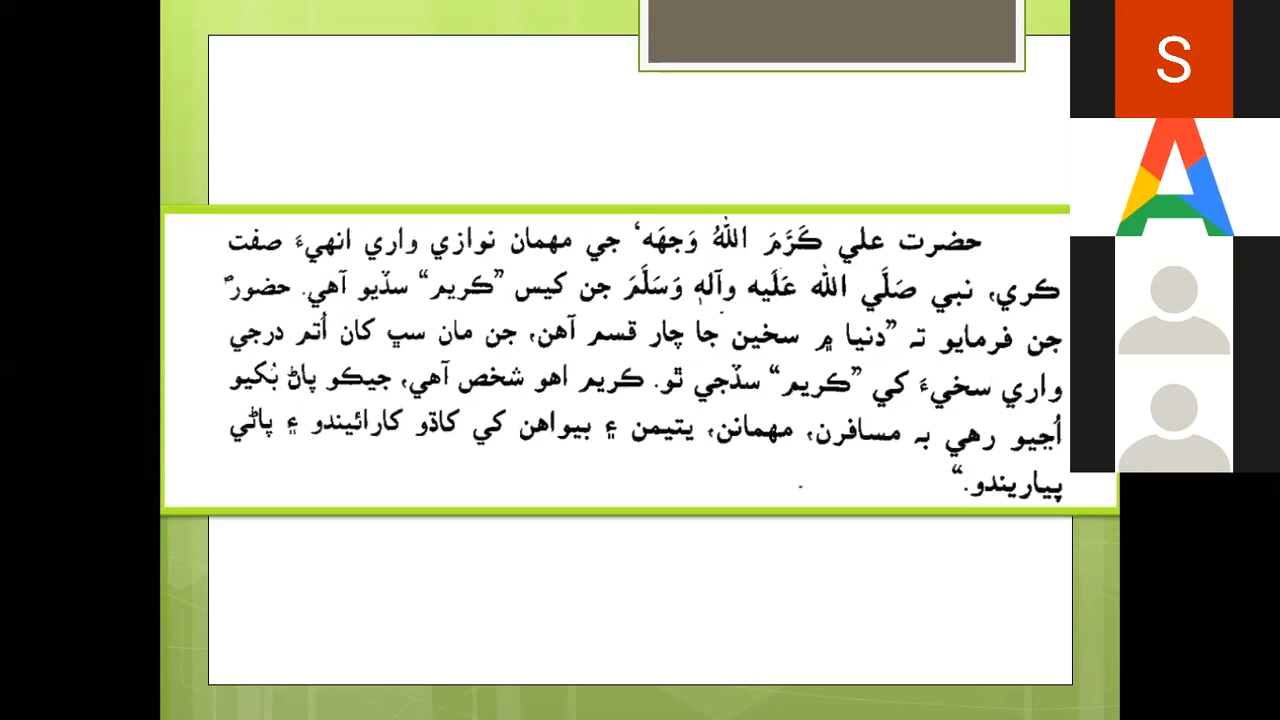 S
حضرت علي ڪَرَّمَ اللهُ وَجهَه‘ جي مهمان نوازي واري انهيءَ صفت
ڪري، نبي صَلَّي الله عَلَيه وآلهٖ وَسَلَّمَ جن کيس ”ڪريم“ سڏيو آهي. حضورؐ
جن فرمايو تہ ”دنيا ۾ سخين جا چار قسم آهن، جن مان سڀ کان اُتم درجي
واري سخيءَ کي ”ڪريم“ سڏجي ٿو. ڪريم اهو شخص آهي، جيڪو پاڻ بُکيو
اُڃيو رهي بہ مسافرن، مهمانن، يتيمن ۽ بيواهن کي کاڌو کارائيندو ۽ پاڻي
پياريندو.“